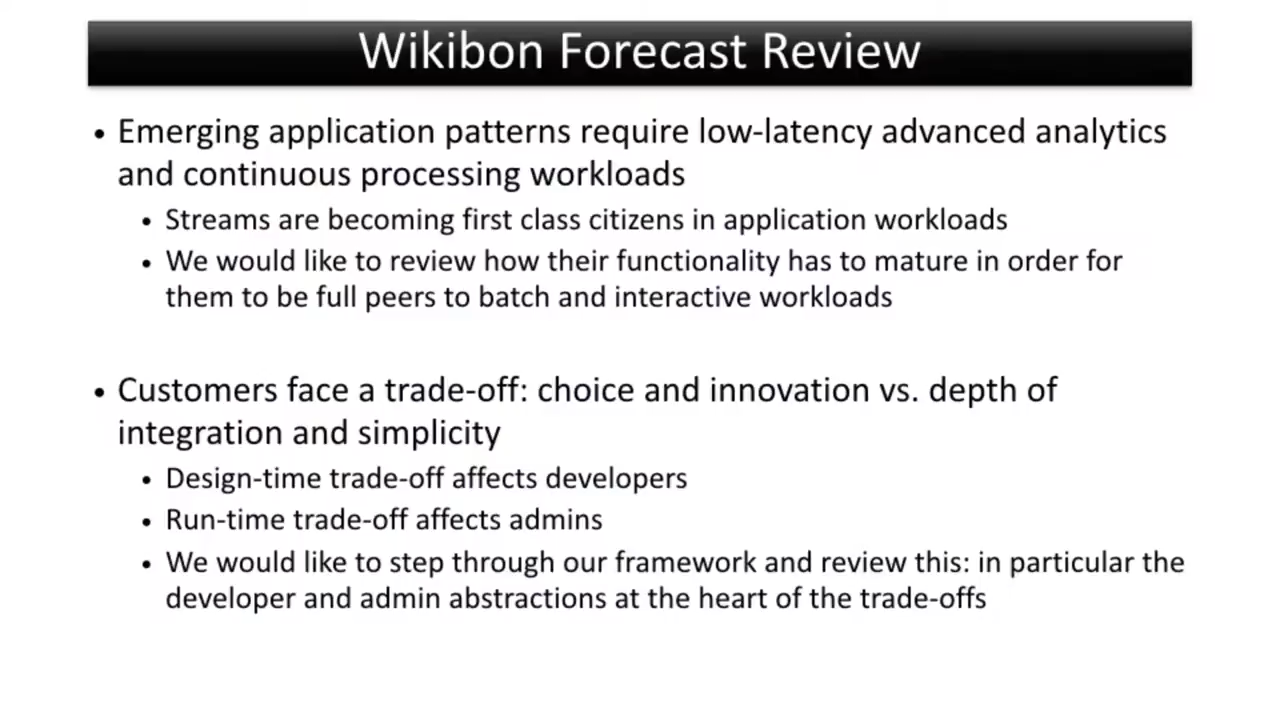 Wikibon Forecast Review
• Emerging application patterns require low-latency advanced analytics
and continuous processing workloads
• Streams are becoming first class citizens in application workloads
• We would like to review how their functionality has to mature in order for
them to be full peers to batch and interactive workloads
• Customers face a trade-off: choice and innovation vs. depth of
integration and simplicity
• Design-time trade-off affects developers
• Run-time trade-off affects admins
• We would like to step through our framework and review this: in particular the
developer and admin abstractions at the heart of the trade-offs